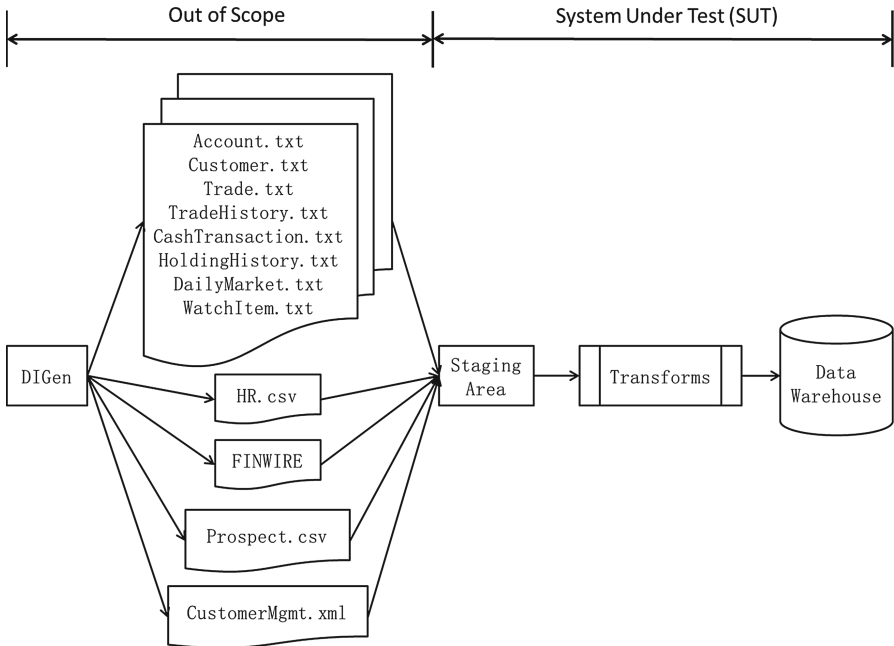 Out of Scope
System Under Test (SUT)
Account.txt
Customer.txt
Trade.txt
TradeHistory.txt
CashTransaction.txt
HoldingHistory.txt
DailyMarket.txt
WatchItem.txt
DIGen
HR.csv
FINWIRE
Prospect.csv
CustomerMgmt.xml
Staging
Area
Transforms
Data
Warehouse